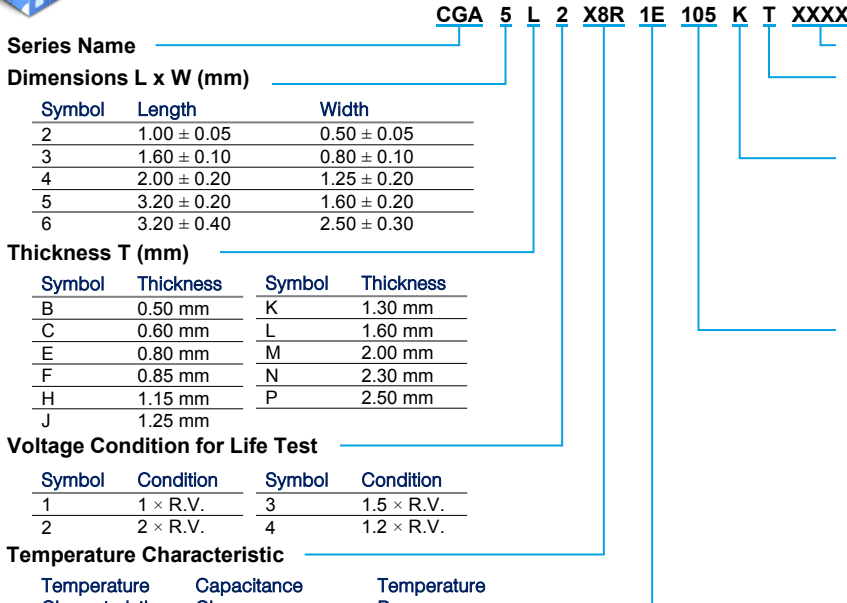 CGA 5 L 2 X8R 1E 105 K T XXXX
Series Name
Dimensions L x W (mm)
Symbol Length Width
2 1.00 ± 0.05 0.50 ± 0.05
3 1.60 ± 0.10 0.80 ± 0.10
4 2.00 ± 0.20 1.25 ± 0.20
5 3.20 ± 0.20 1.60 ± 0.20
6 3.20 ± 0.40 2.50 ± 0.30
Thickness T (mm)
Symbol Thickness Symbol Thickness
B 0.50 mm K 1.30 mm
C 0.60 mm L 1.60 mm
E 0.80 mm M 2.00 mm
F 0.85 mm N 2.30 mm
H 1.15 mm P 2.50 mm
J 1.25 mm
Voltage Condition for Life Test
Symbol Condition Symbol Condition
1 1 × R.V. 3 1.5 × R.V.
2 2 × R.V. 4 1.2 × R.V.
Temperature Characteristic
Temperature Capacitance Temperature